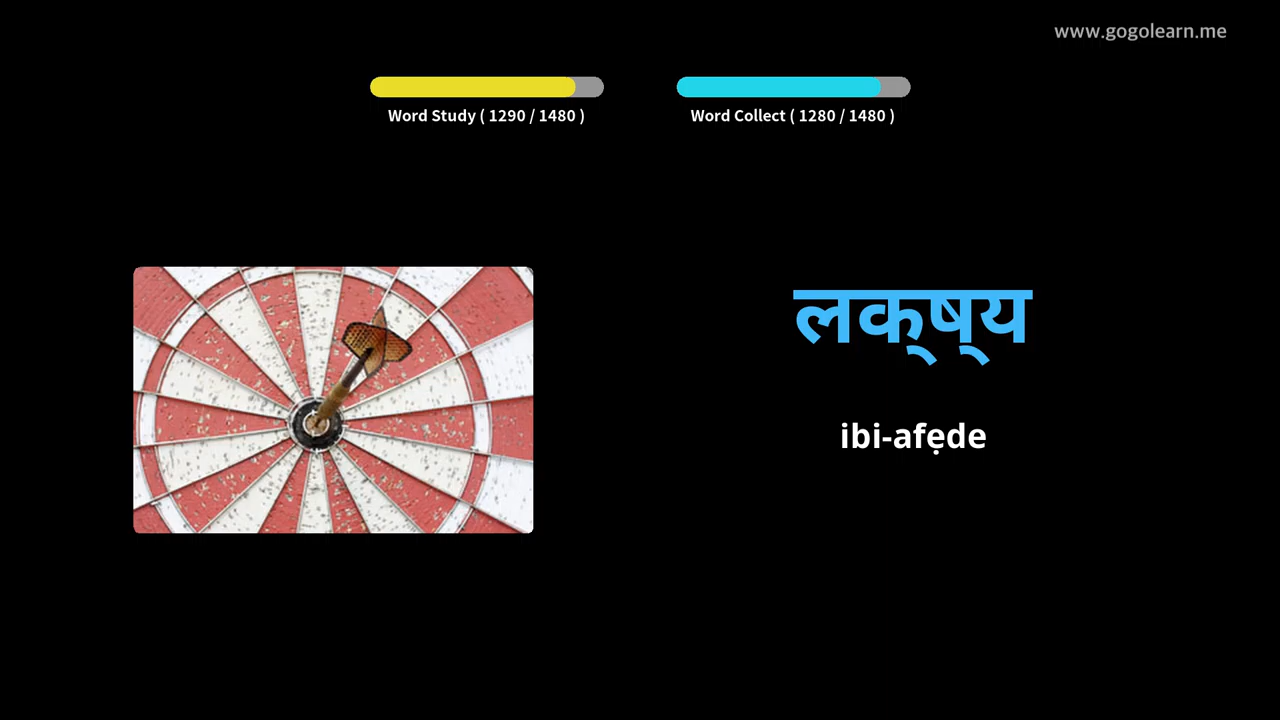 www.gogolearn.me
Word Study ( 1290 / 1480 )
Word Collect ( 1280 / 1480 )
लक्ष्य
ibi-afẹde